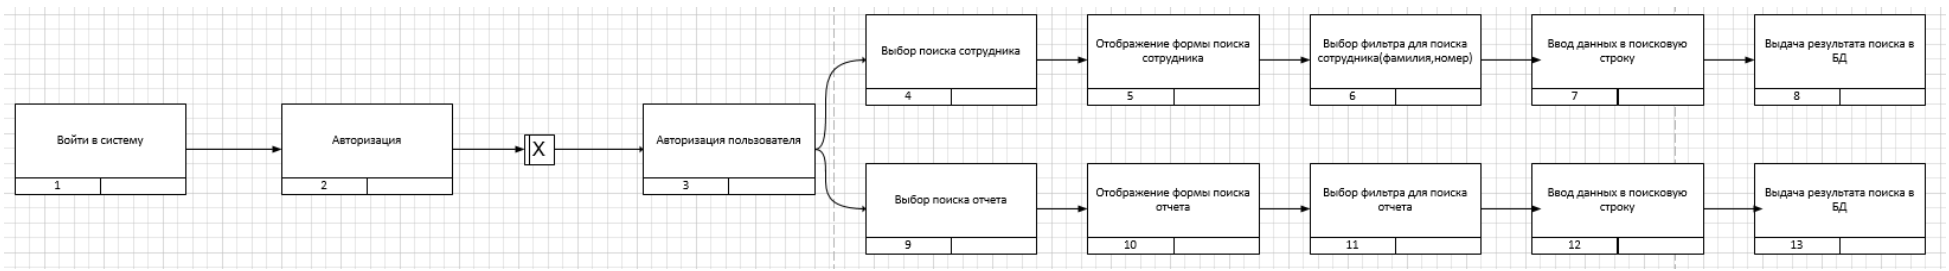 Войти в систему
1
Авторизация
2
X
Авторизация пользователя
3
Выбор поиска сотрудника
4
Отображение формы поиска
сотрудника
5
Выбор фильтра для поиска
сотрудника(фамилия,номер)
6
Ввод данных в поисковую
строку
7
Выдача результата поиска в
БД
8
Выбор поиска отчета
9
Отображение формы поиска
отчета
10
Выбор фильтра для поиска
отчета
11
Ввод данных в поисковую
строку
12
Выдача результата поиска в
БД
13